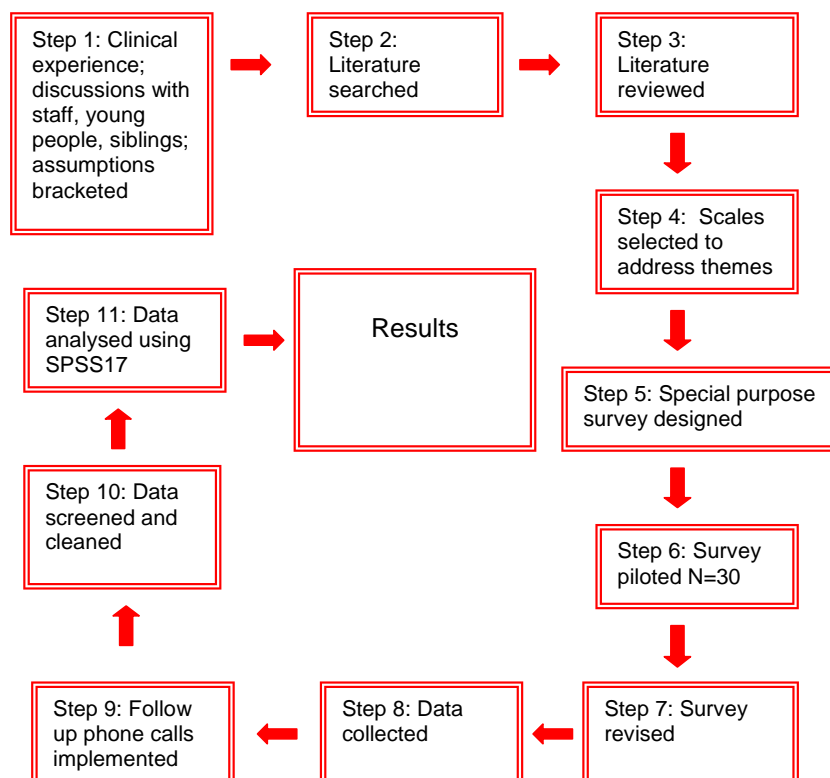 Step 1: Clinical
experience;
discussions with
staff, young
people, siblings;
assumptions
bracketed
Step 2:
Literature
searched
Step 3:
Literature
reviewed
Step 4:  Scales
selected to
address themes
Step 5: Special purpose
survey designed
Step 6: Survey
piloted N=30
Step 7: Survey
revised
Step 8: Data
collected
Step 9: Follow
up phone calls
implemented
Step 10: Data
screened and
cleaned
Step 11: Data
analysed using
SPSS17
Results